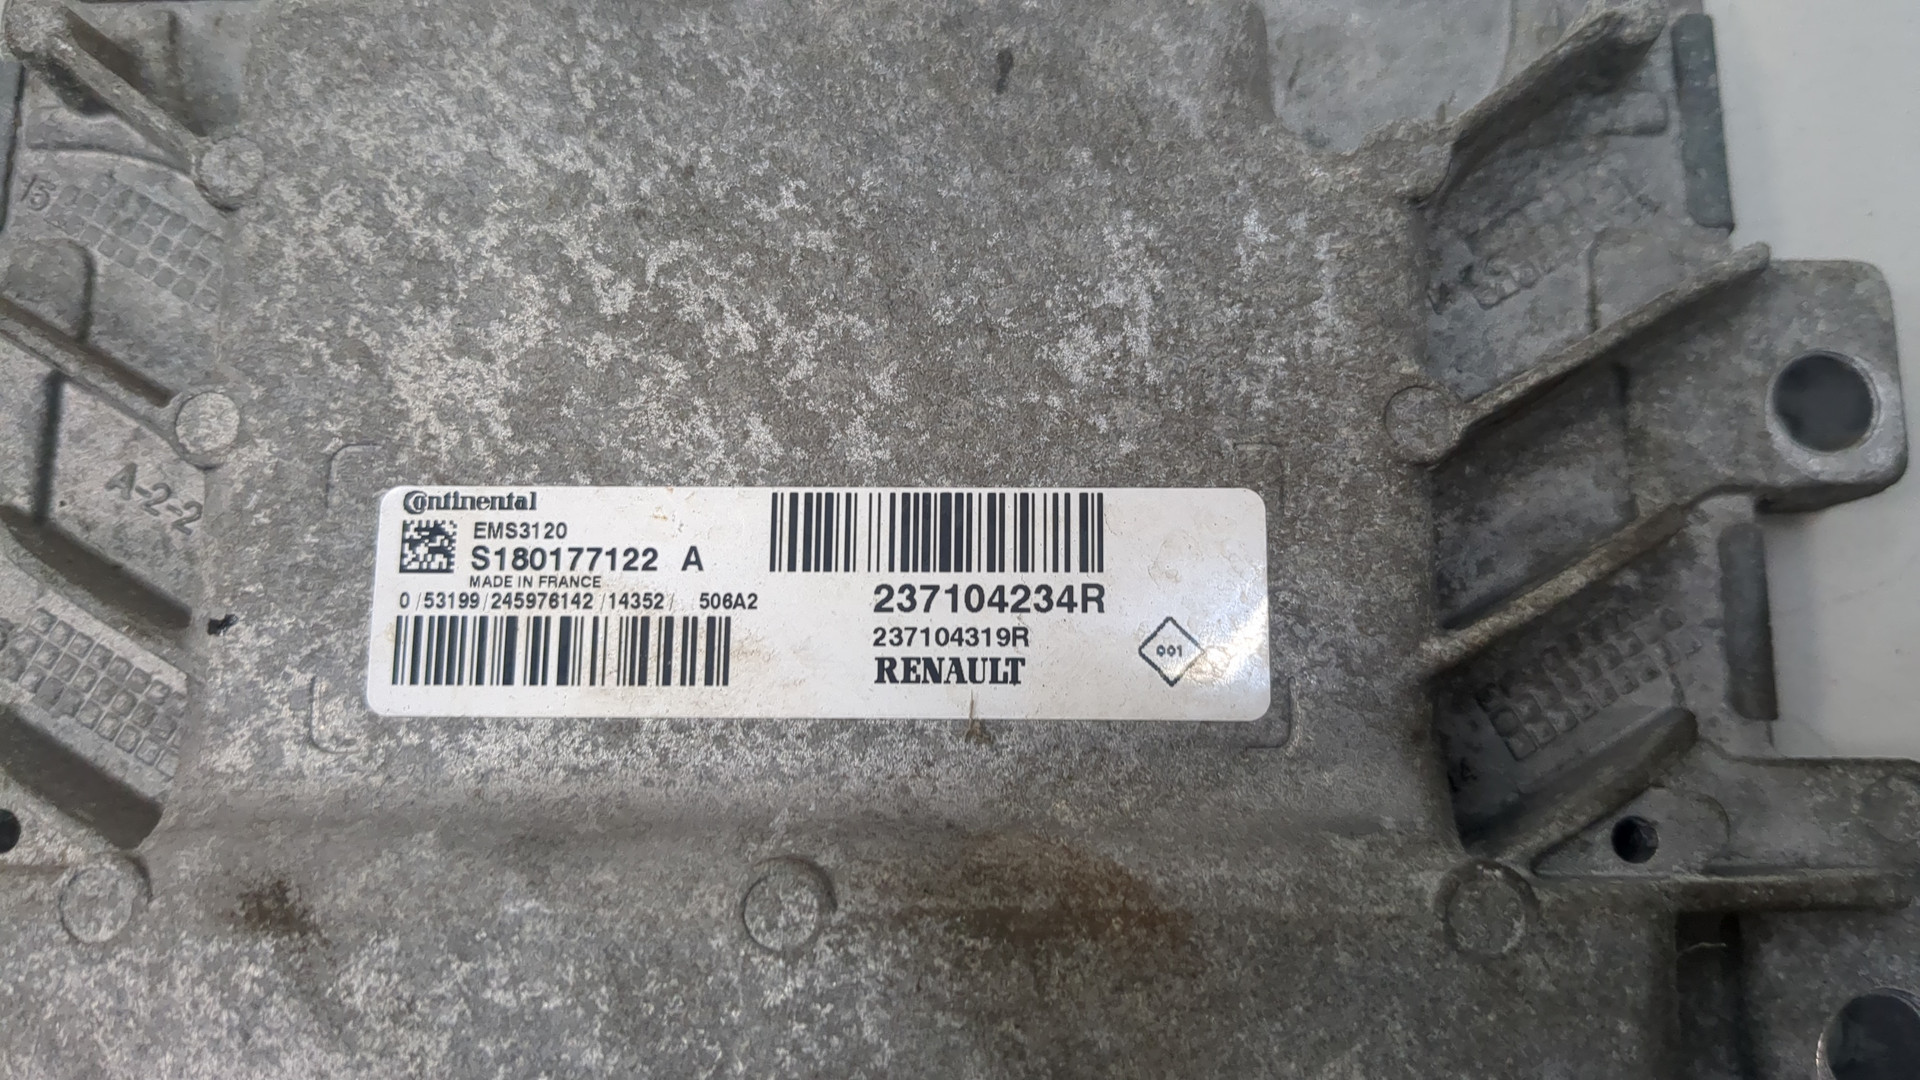 Continental
EMS3120
S180177122 A
MADE IN FRANCE
0/53199/245976142/14352/ 506A2
237104234R
237104319R
RENAULT
001
15
A-2-2